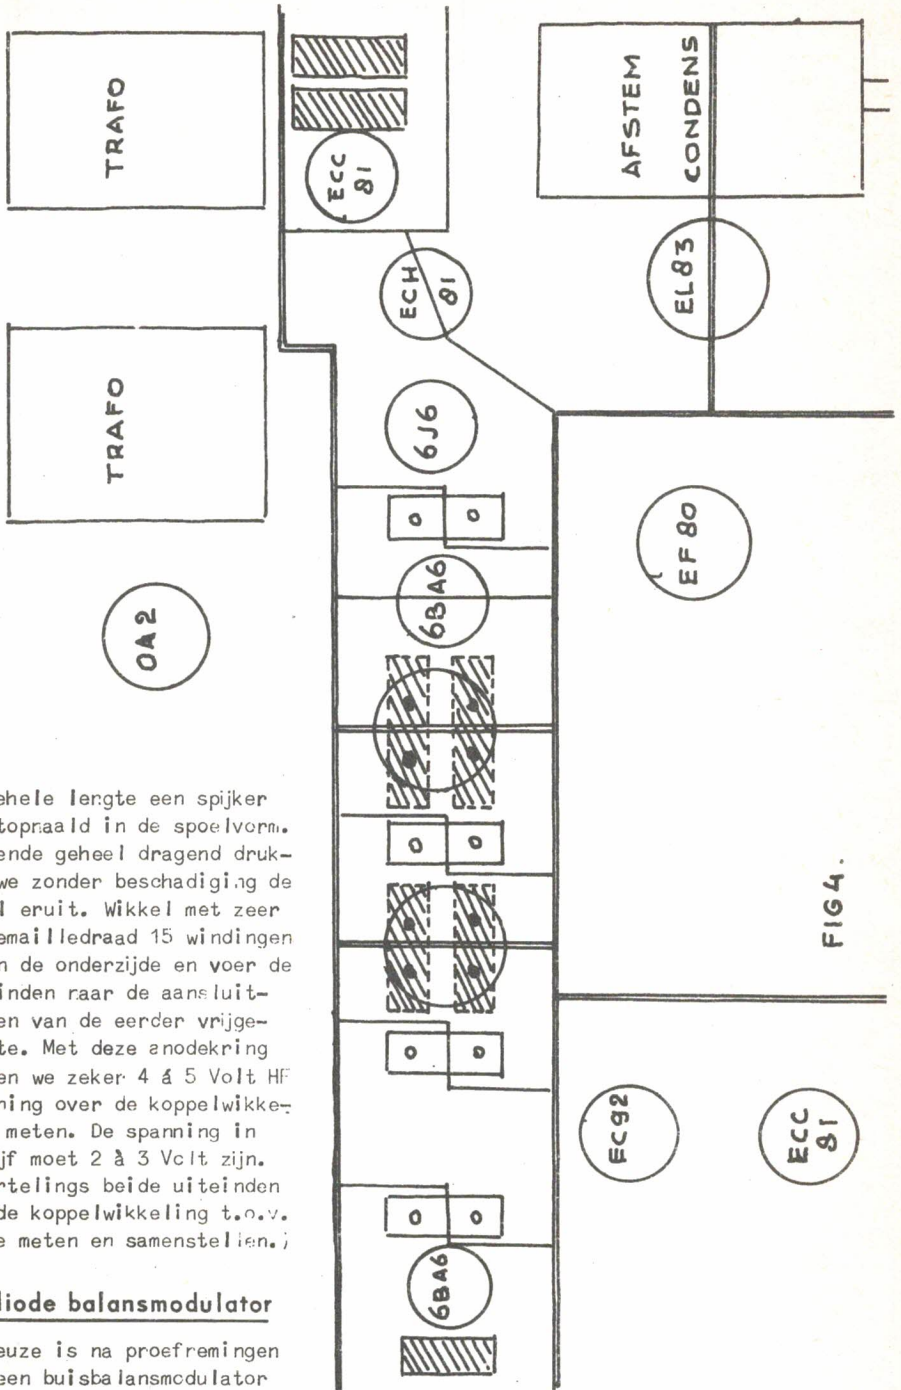 TRAFO
ECC
81
AFSTEM
CONDENS
ECH
81
EL83
TRAFO
6J6
EF 80
6BA6
OA2
FIG 4.
EC92
ECC
81
6BA6
ehele lengte een spijker
topnaald in de spoelvorm.
ende geheel dragend druk-
we zonder beschadiging de
l eruit. Wikkel met zeer
emailledraad 15 windingen
n de onderzijde en voer de
inden naar de aansluit-
en van de eerder vrijge-
te. Met deze anodekring
en we zeker 4 á 5 Volt HF
ning over de koppelwikke-
meten. De spanning in
ijf moet 2 à 3 Volt zijn.
rtelings beide uiteinden
de koppelwikkeling t.o.v.
e meten en samenstellen.)
diode balansmodulator
euze is na proefremingen
een buisbalansmodulator